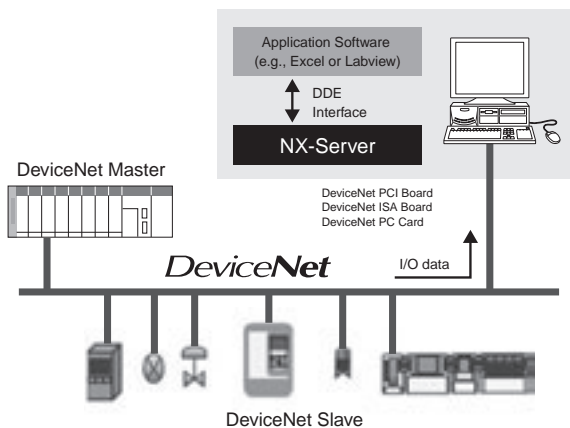 Application Software
(e.g., Excel or Labview)
DDE
Interface
NX-Server
DeviceNet Master
DeviceNet PCI Board
DeviceNet ISA Board
DeviceNet PC Card
DeviceNet
I/O data
DeviceNet Slave